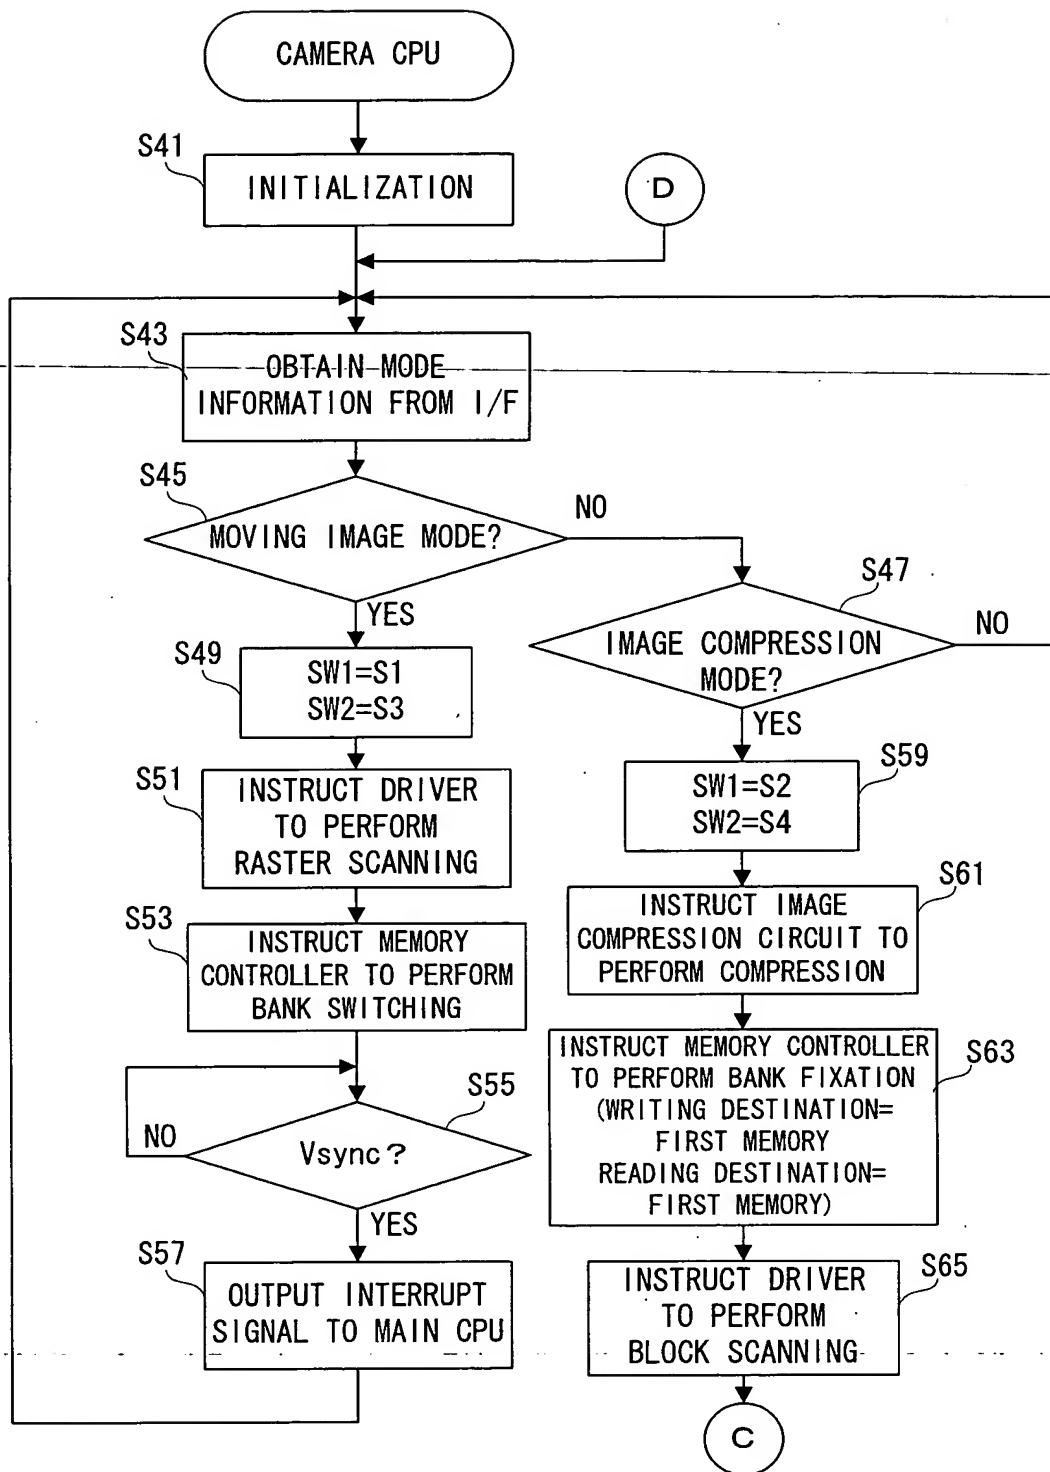 CAMERA CPU
S41
INITIALIZATION
D
S43
OBTAIN MODE
INFORMATION FROM I/F
S45
MOVING IMAGE MODE?
NO
YES
S47
IMAGE COMPRESSION
MODE?
NO
YES
S49
SW1=S1
SW2=S3
S59
SW1=S2
SW2=S4
S51
INSTRUCT DRIVER
TO PERFORM
RASTER SCANNING
S61
INSTRUCT IMAGE
COMPRESSION CIRCUIT TO
PERFORM COMPRESSION
S53
INSTRUCT MEMORY
CONTROLLER TO PERFORM
BANK SWITCHING
S63
INSTRUCT MEMORY CONTROLLER
TO PERFORM BANK FIXATION
(WRITING DESTINATION=
FIRST MEMORY
READING DESTINATION=
FIRST MEMORY)
S55
Vsync?
NO
YES
S57
OUTPUT INTERRUPT
SIGNAL TO MAIN CPU
S65
INSTRUCT DRIVER
TO PERFORM
BLOCK SCANNING
C